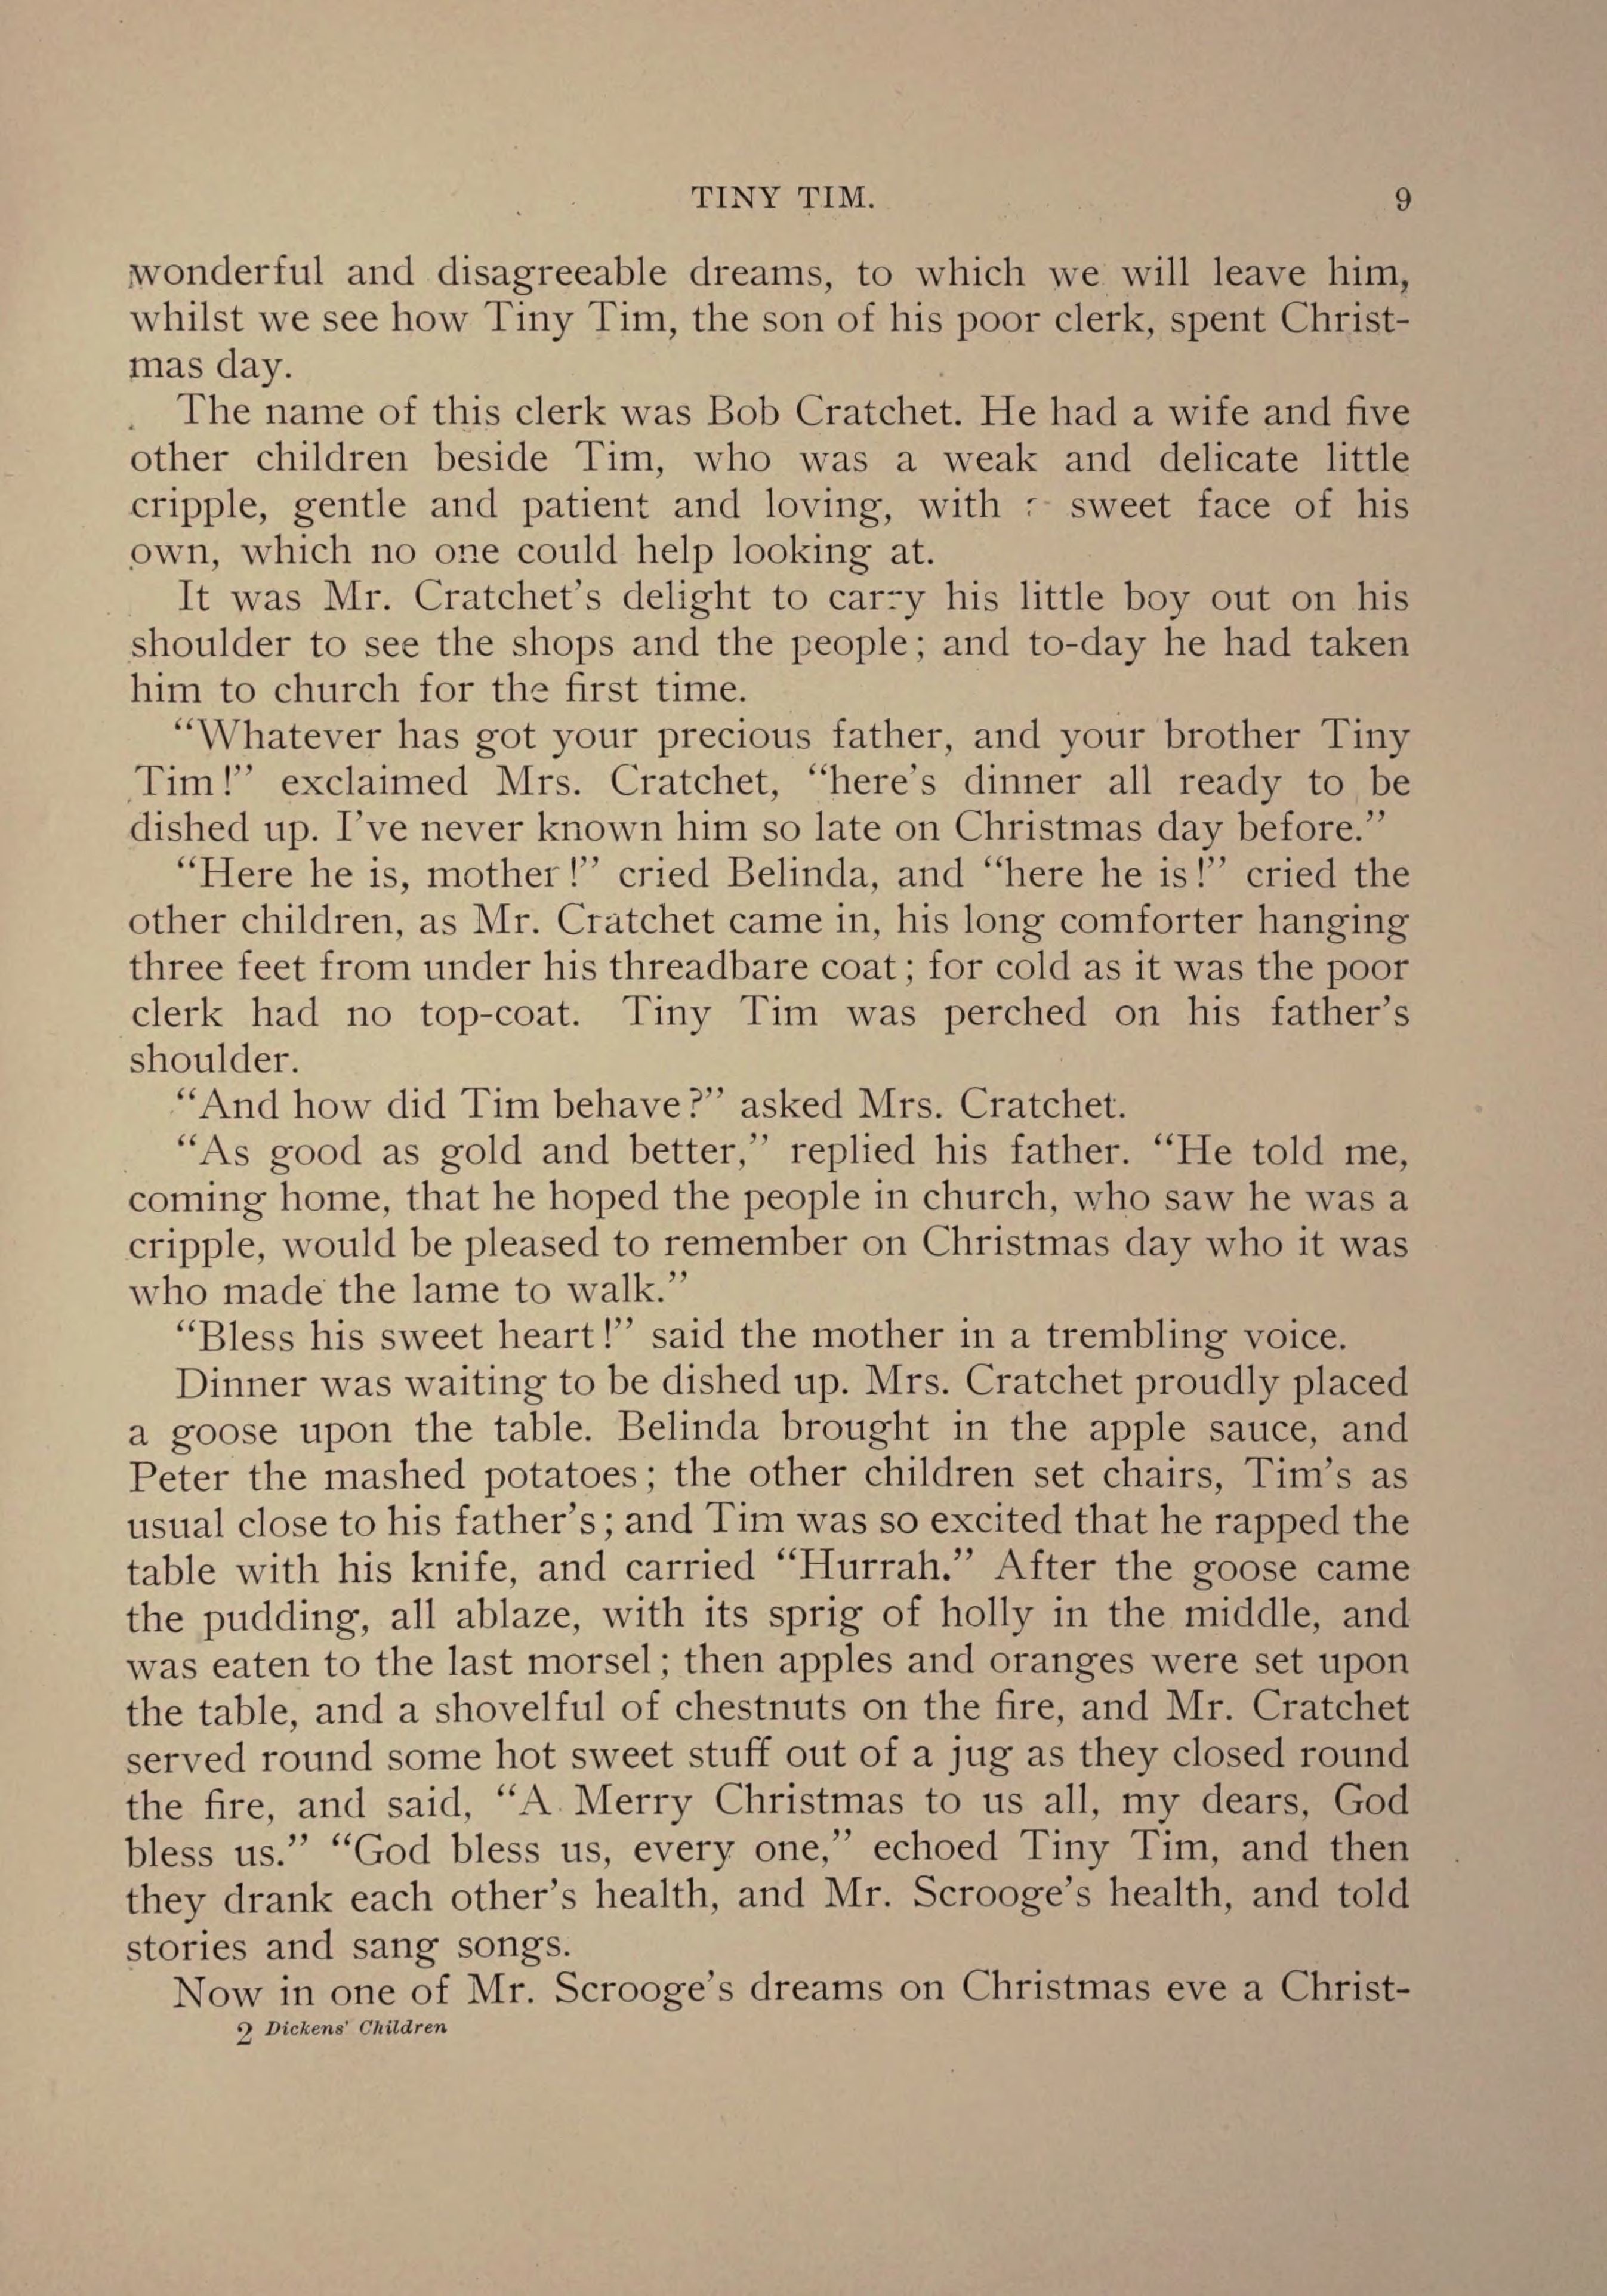 TINY TIM. 9
wonderful and disagreeable dreams, to which we will leave him,
whilst we see how Tiny Tim, the son of his poor clerk, spent Christ-
mas day.
The name of this clerk was Bob Cratchet. He had a wife and five
other children beside Tim, who was a weak and delicate little
cripple, gentle and patient and loving, with sweet face of his
own, which no one could help looking at.
It was Mr. Cratchet's delight to carry his little boy out on his
shoulder to see the shops and the people; and to-day he had taken
him to church for the first time.
“Whatever has got your precious father, and your brother Tiny
Tim!” exclaimed Mrs. Cratchet, “here's dinner all ready to be
dished up. I've never known him so late on Christmas day before.”
“Here he is, mother!” cried Belinda, and “here he is!” cried the
other children, as Mr. Cratchet came in, his long comforter hanging
three feet from under his threadbare coat; for cold as it was the poor
clerk had no top-coat. Tiny Tim was perched on his father's
shoulder.
“And how did Tim behave?” asked Mrs. Cratchet.
“As good as gold and better,” replied his father. “He told me,
coming home, that he hoped the people in church, who saw he was a
cripple, would be pleased to remember on Christmas day who it was
who made the lame to walk.”
“Bless his sweet heart!” said the mother in a trembling voice.
Dinner was waiting to be dished up. Mrs. Cratchet proudly placed
a goose upon the table. Belinda brought in the apple sauce, and
Peter the mashed potatoes; the other children set chairs, Tim's as
usual close to his father's; and Tim was so excited that he rapped the
table with his knife, and carried “Hurrah.” After the goose came
the pudding, all ablaze, with its sprig of holly in the middle, and
was eaten to the last morsel; then apples and oranges were set upon
the table, and a shovelful of chestnuts on the fire, and Mr. Cratchet
served round some hot sweet stuff out of a jug as they closed round
the fire, and said, “A Merry Christmas to us all, my dears, God
bless us.” “God bless us, every one,” echoed Tiny Tim, and then
they drank each other's health, and Mr. Scrooge's health, and told
stories and sang songs.
Now in one of Mr. Scrooge's dreams on Christmas eve a Christ-
2 Dickens' Children